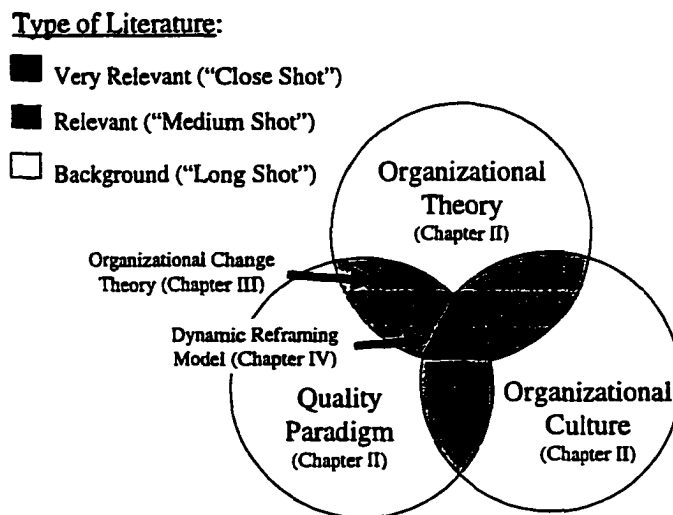 Type of Literature:
Very Relevant ("Close Shot")
Relevant ("Medium Shot")
Background ("Long Shot")
Organizational
Theory
(Chapter II)
Organizational Change
Theory (Chapter III)
Dynamic Reframing
Model (Chapter IV)
Quality
Paradigm
(Chapter II)
Organizational
Culture
(Chapter II)